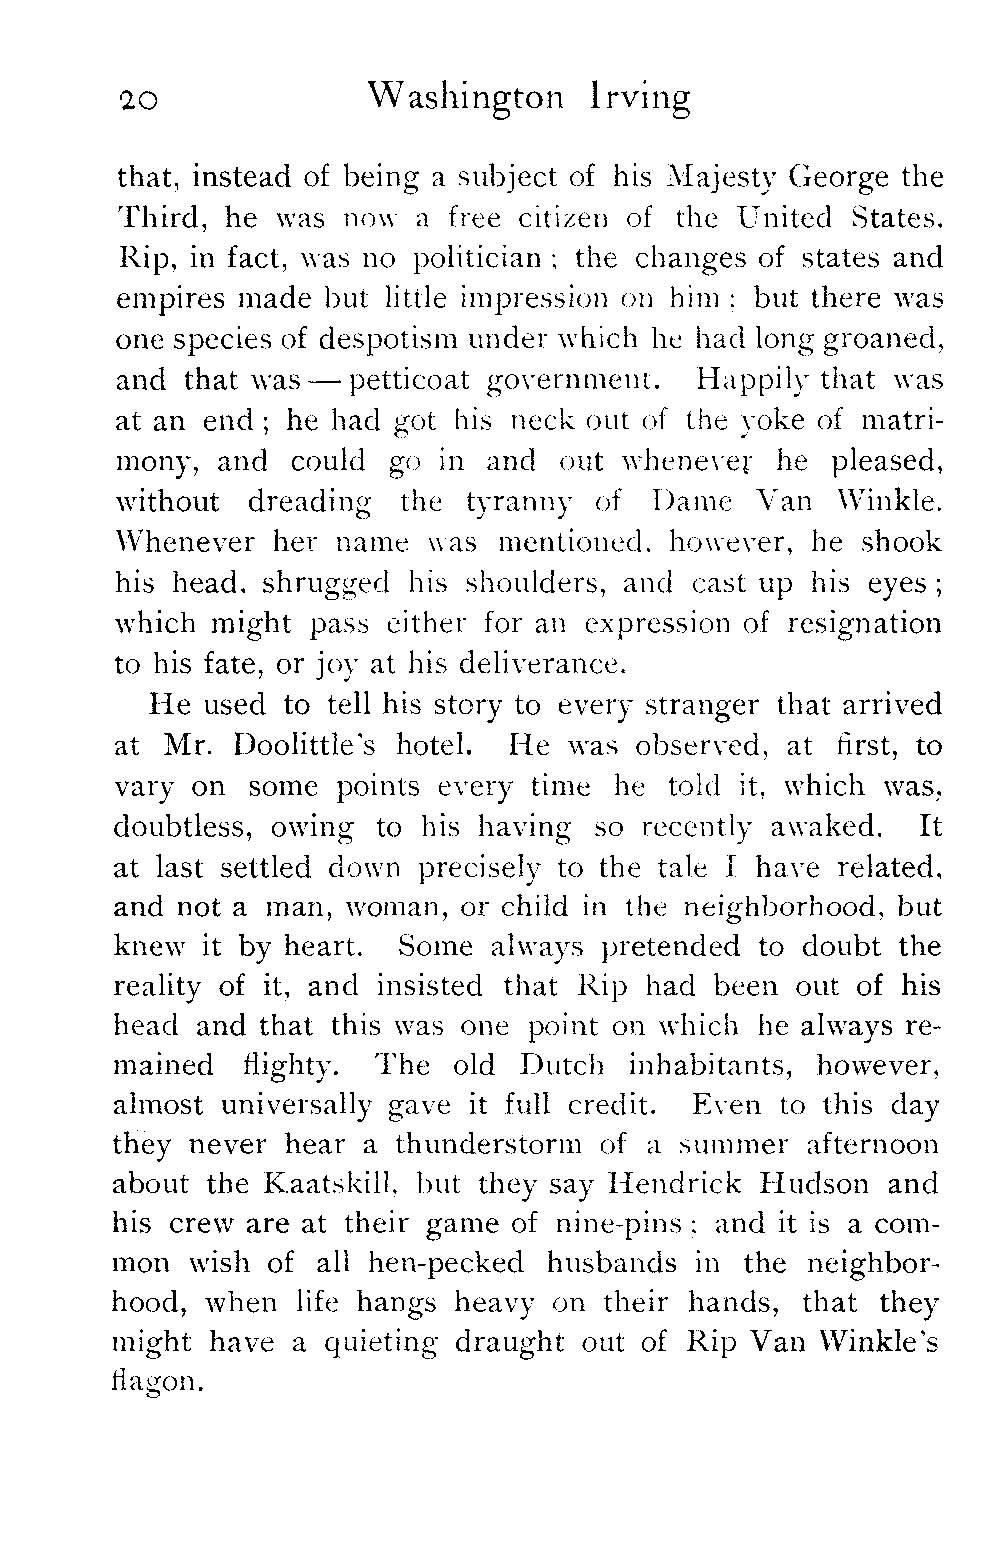 20 Washington Irving
that, instead of being a subject of his Majesty George the
Third, he was now a free citizen of the United States.
Rip, in fact, was no politician; the changes of states and
empires made but little impression on him; but there was
one species of despotism under which he had long groaned,
and that was — petticoat government. Happily that was
at an end; he had got his neck out of the yoke of matri-
mony, and could go in and out whenever he pleased,
without dreading the tyranny of Dame Van Winkle.
Whenever her name was mentioned, however, he shook
his head, shrugged his shoulders, and cast up his eyes;
which might pass either for an expression of resignation
to his fate, or joy at his deliverance.
He used to tell his story to every stranger that arrived
at Mr. Doolittle's hotel. He was observed, at first, to
vary on some points every time he told it, which was,
doubtless, owing to his having so recently awaked. It
at last settled down precisely to the tale I have related,
and not a man, woman, or child in the neighborhood, but
knew it by heart. Some always pretended to doubt the
reality of it, and insisted that Rip had been out of his
head and that this was one point on which he always re-
mained flighty. The old Dutch inhabitants, however,
almost universally gave it full credit. Even to this day
they never hear a thunderstorm of a summer afternoon
about the Kaatskill, but they say Hendrick Hudson and
his crew are at their game of nine-pins; and it is a com-
mon wish of all hen-pecked husbands in the neighbor-
hood, when life hangs heavy on their hands, that they
might have a quieting draught out of Rip Van Winkle's
flagon.